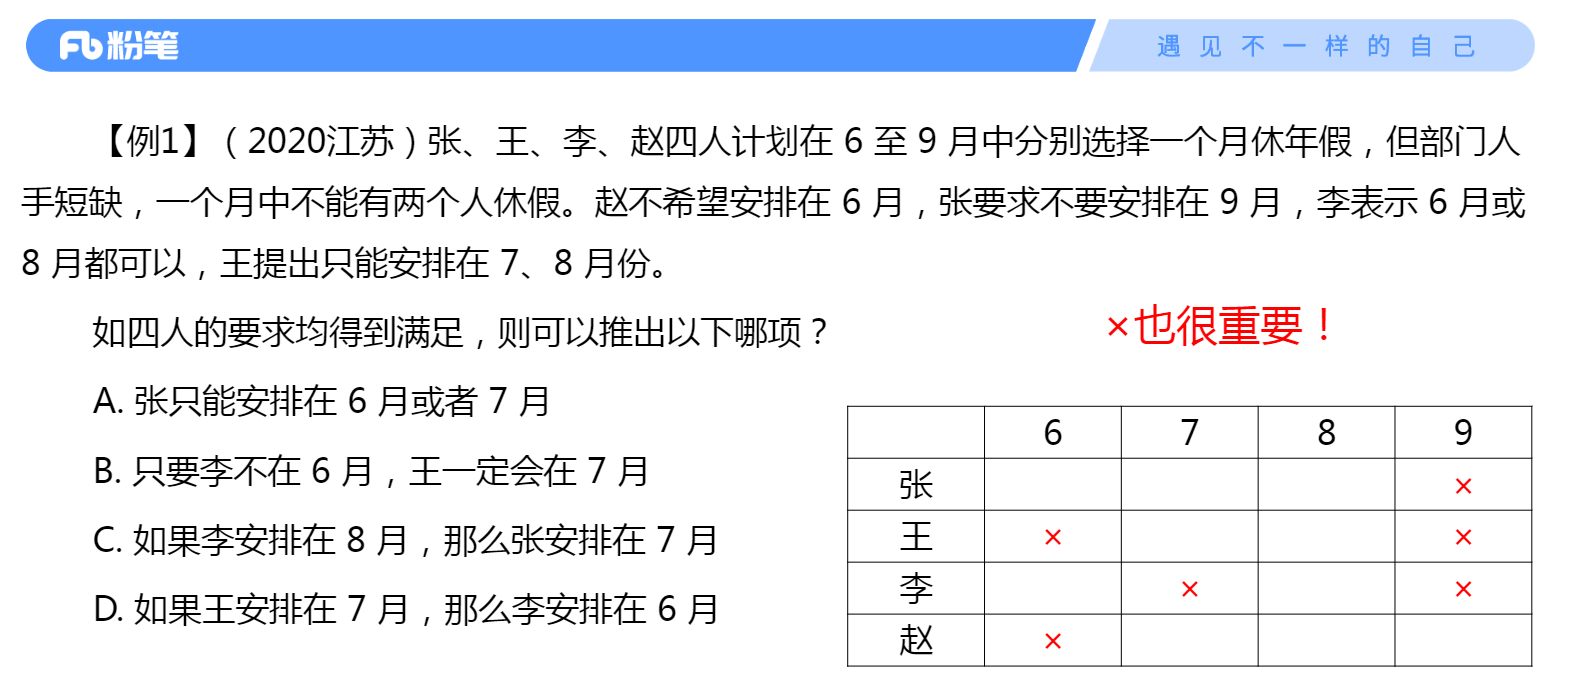 粉笔
遇见不一样的自己
【例1】（2020江苏）张、王、李、赵四人计划在 6 至 9 月中分别选择一个月休年假，但部门人
手短缺，一个月中不能有两个人休假。赵不希望安排在 6 月，张要求不要安排在 9 月，李表示 6 月或
8 月都可以，王提出只能安排在 7、8 月份。
如四人的要求均得到满足，则可以推出以下哪项？
×也很重要！
A. 张只能安排在 6 月或者 7 月
B. 只要李不在 6 月，王一定会在 7 月
C. 如果李安排在 8 月，那么张安排在 7 月
D. 如果王安排在 7 月，那么李安排在 6 月
6 7 8 9
张 ×
王 × ×
李 × ×
赵 ×